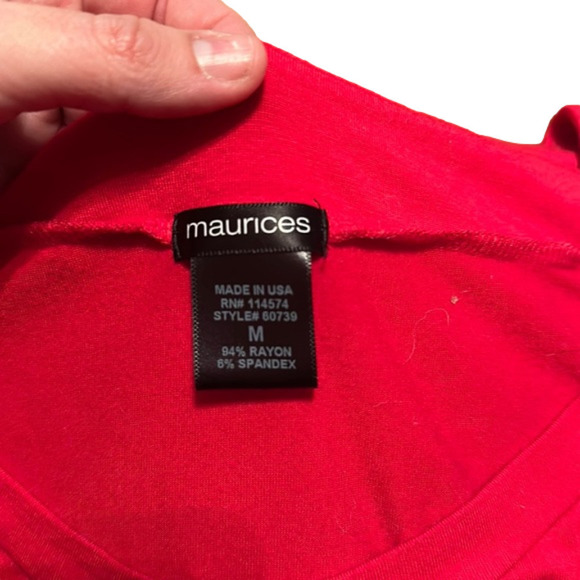 maurices
MADE IN USA
RN# 114574
STYLE# 60739
M
94% RAYON
6% SPANDEX